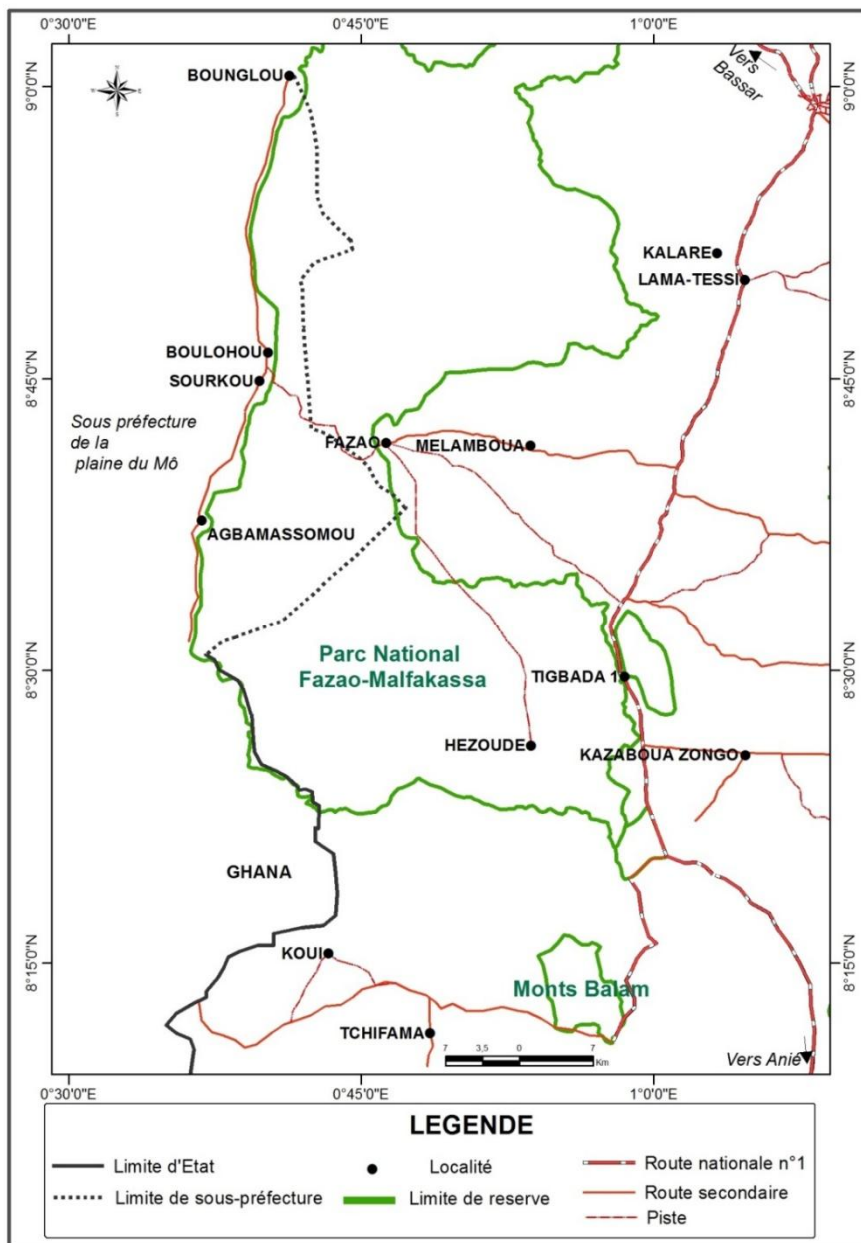 0°30'0"E
0°45'0"E
1°0'0"E
9°0'0"N
9°0'0"N
BOUNGLOU
Vers
Bassar
KALARE
LAMA-TESSI
BOULOHOU
SOURKOU
8°45'0"N
8°45'0"N
Sous préfecture
de la
plaine du Mô
FAZAO
MELAMBOUA
AGBAMASSOMOU
Parc National
Fazao-Malfakassa
8°30'0"N
8°30'0"N
TIGBADA 1
HEZOUDE
KAZABOUA ZONGO
GHANA
KOUI
8°15'0"N
8°15'0"N
Monts Balam
TCHIFAMA
7 3,5 0 7
Km
Vers Anié
0°30'0"E
0°45'0"E
1°0'0"E
LEGENDE
Limite d'Etat
Localité
Route nationale n°1
Limite de sous-préfecture
Limite de reserve
Route secondaire
Piste